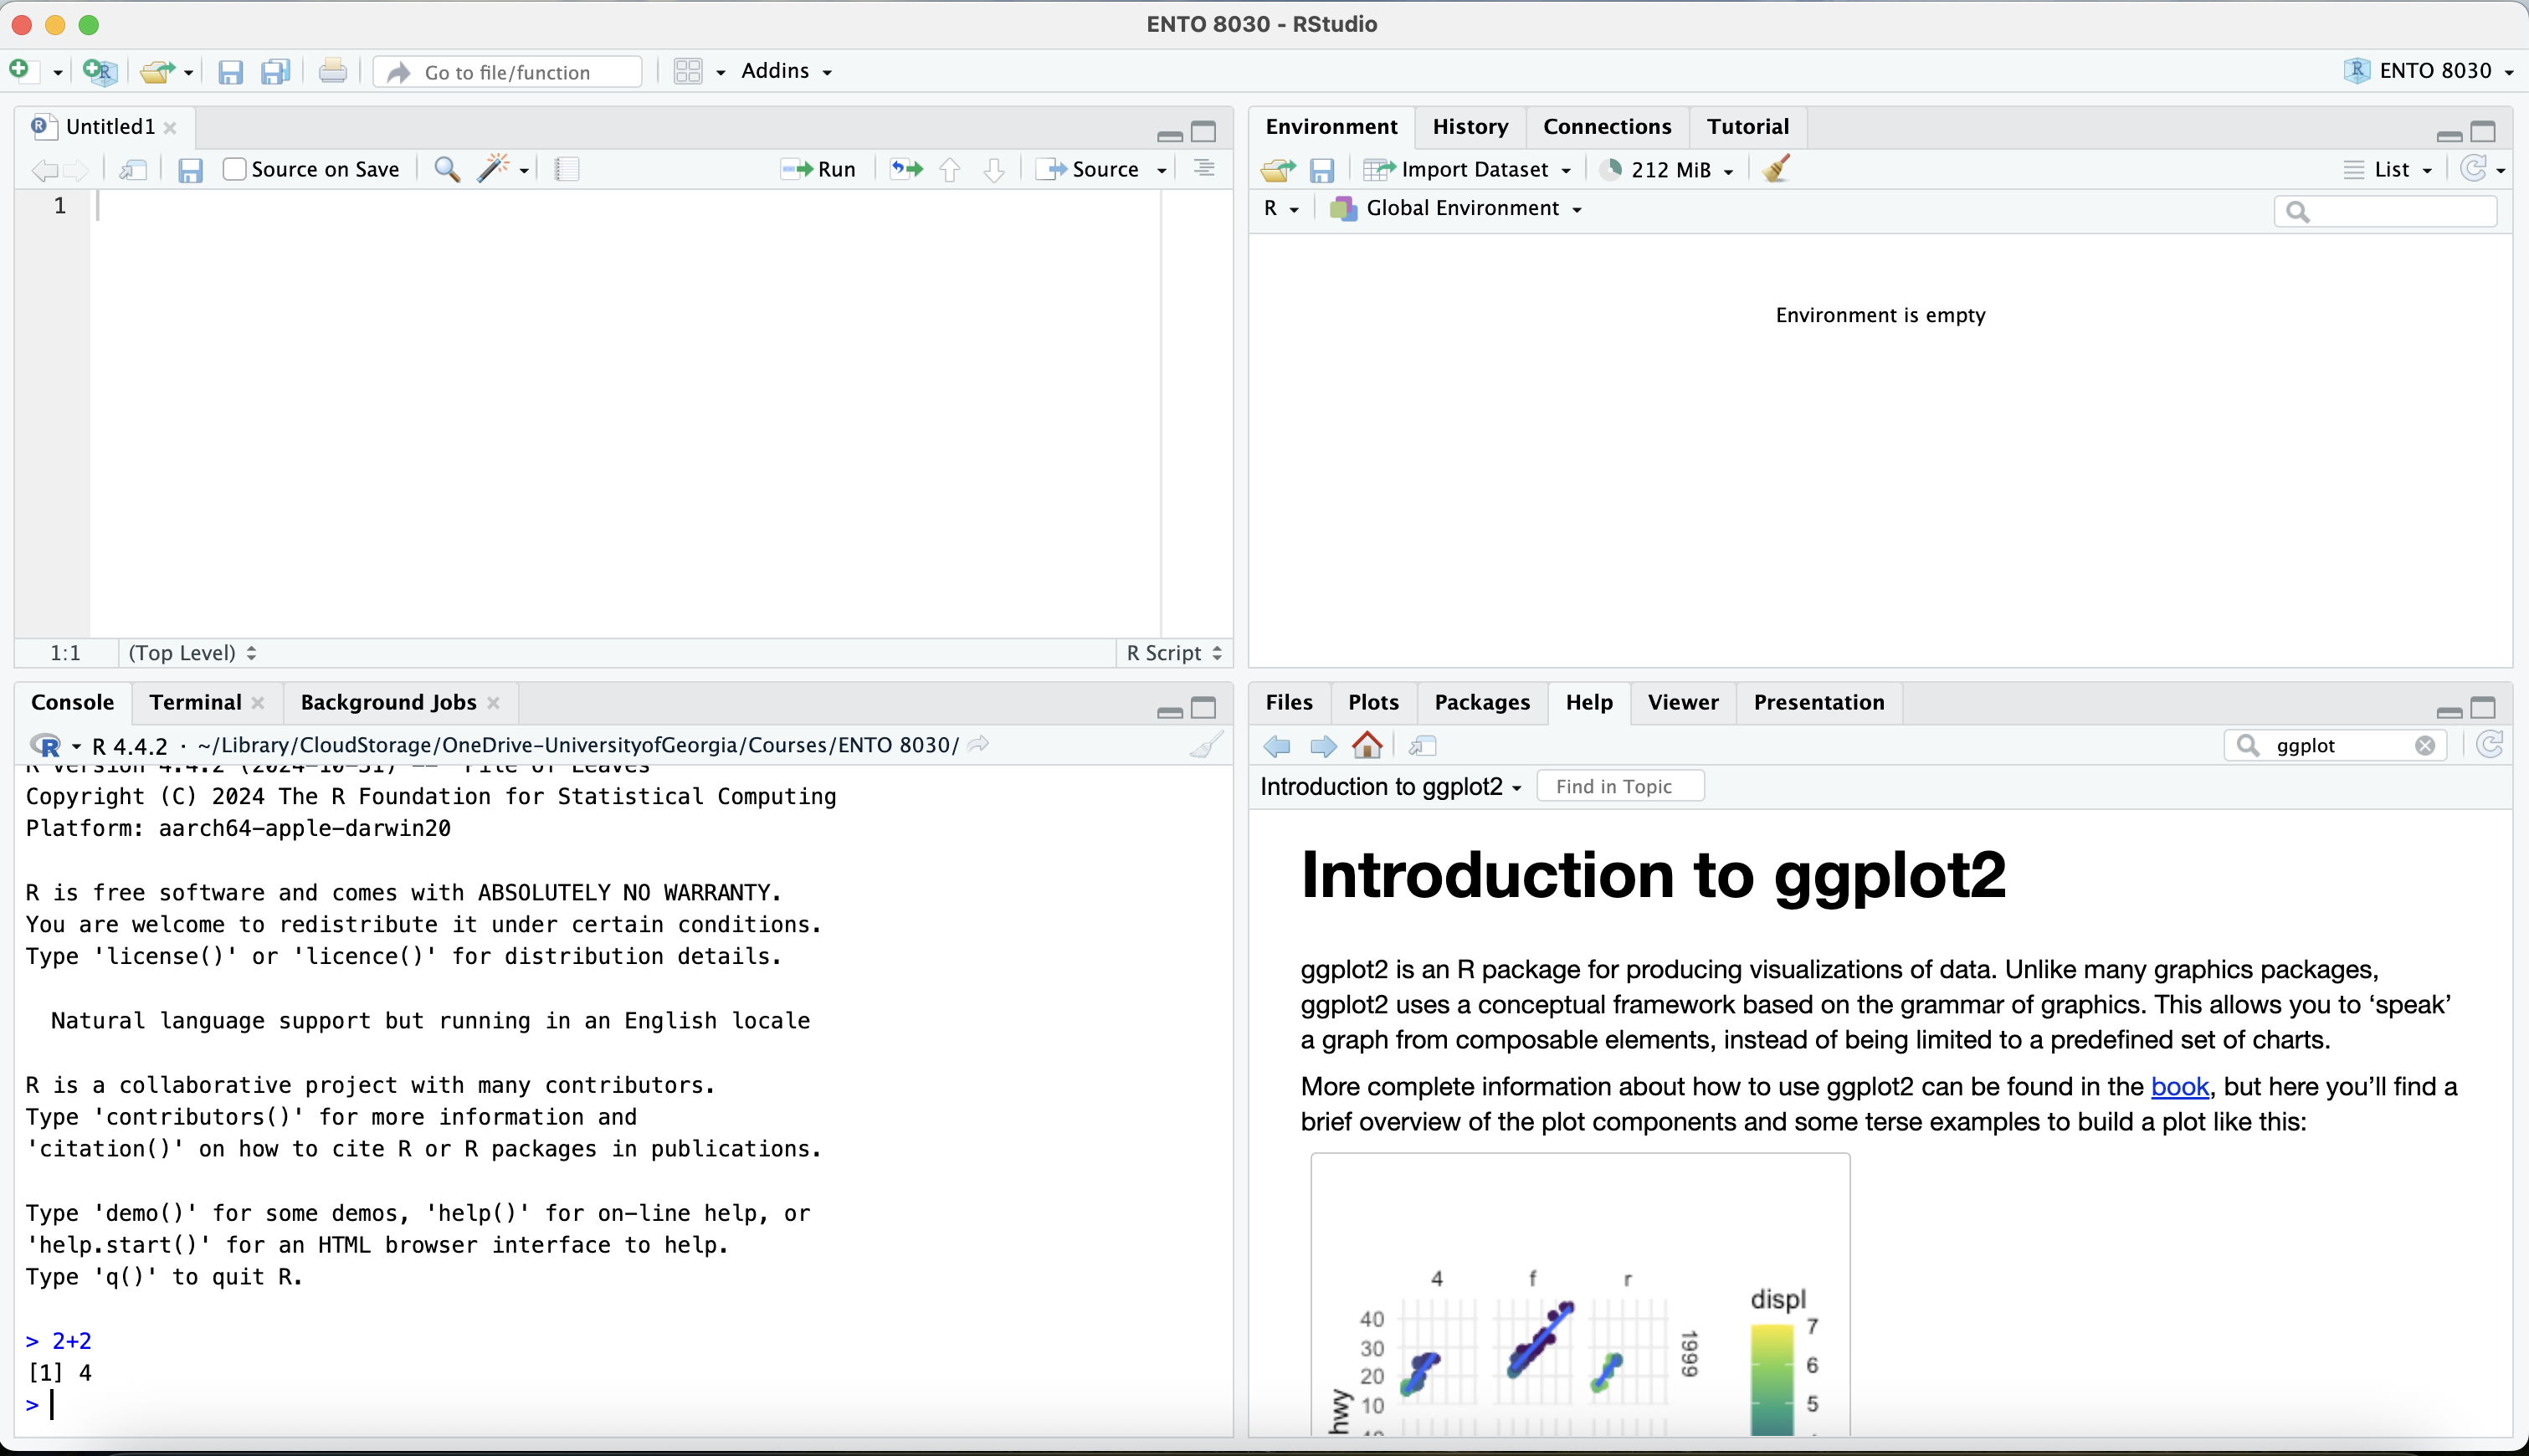 ENTO 8030 - RStudio
Go to file/function
Addins
ENTO 8030
Untitled1
Source on Save
Run
Source
1
1:1
(Top Level)
R Script
Environment
History
Connections
Tutorial
Import Dataset
212 MiB
List
R
Global Environment
Environment is empty
Console
Terminal
Background Jobs
R 4.4.2 · ~/Library/CloudStorage/OneDrive-UniversityofGeorgia/Courses/ENTO 8030/
R version 4.4.2 (2024-10-31) -- "Pile of Leaves"
Copyright (C) 2024 The R Foundation for Statistical Computing
Platform: aarch64-apple-darwin20
R is free software and comes with ABSOLUTELY NO WARRANTY.
You are welcome to redistribute it under certain conditions.
Type 'license()' or 'licence()' for distribution details.
Natural language support but running in an English locale
R is a collaborative project with many contributors.
Type 'contributors()' for more information and
'citation()' on how to cite R or R packages in publications.
Type 'demo()' for some demos, 'help()' for on-line help, or
'help.start()' for an HTML browser interface to help.
Type 'q()' to quit R.
> 2+2
[1] 4
>
Files
Plots
Packages
Help
Viewer
Presentation
ggplot
Introduction to ggplot2
Find in Topic
Introduction to ggplot2
ggplot2 is an R package for producing visualizations of data. Unlike many graphics packages,
ggplot2 uses a conceptual framework based on the grammar of graphics. This allows you to ‘speak’
a graph from composable elements, instead of being limited to a predefined set of charts.
More complete information about how to use ggplot2 can be found in the book, but here you’ll find a
brief overview of the plot components and some terse examples to build a plot like this:
4 f r
displ
40
30
20
10
1999
hwy
7
6
5